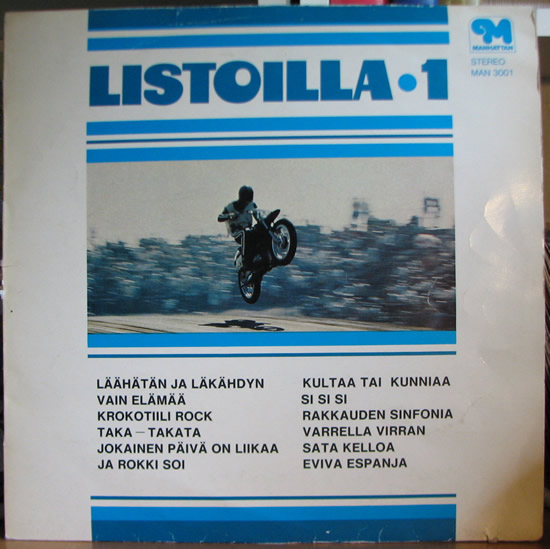 MANHATTAN
STEREO
MAN 3001
LISTOILLA•1
LÄÄHÄTÄN JA LÄKÄHDYN
VAIN ELÄMÄÄ
KROKOTIILI ROCK
TAKA – TAKATA
JOKAINEN PÄIVÄ ON LIIKAA
JA ROKKI SOI
KULTAA TAI KUNNIAA
SI SI SI
RAKKAUDEN SINFONIA
VARRELLA VIRRAN
SATA KELLOA
EVIVA ESPANJA